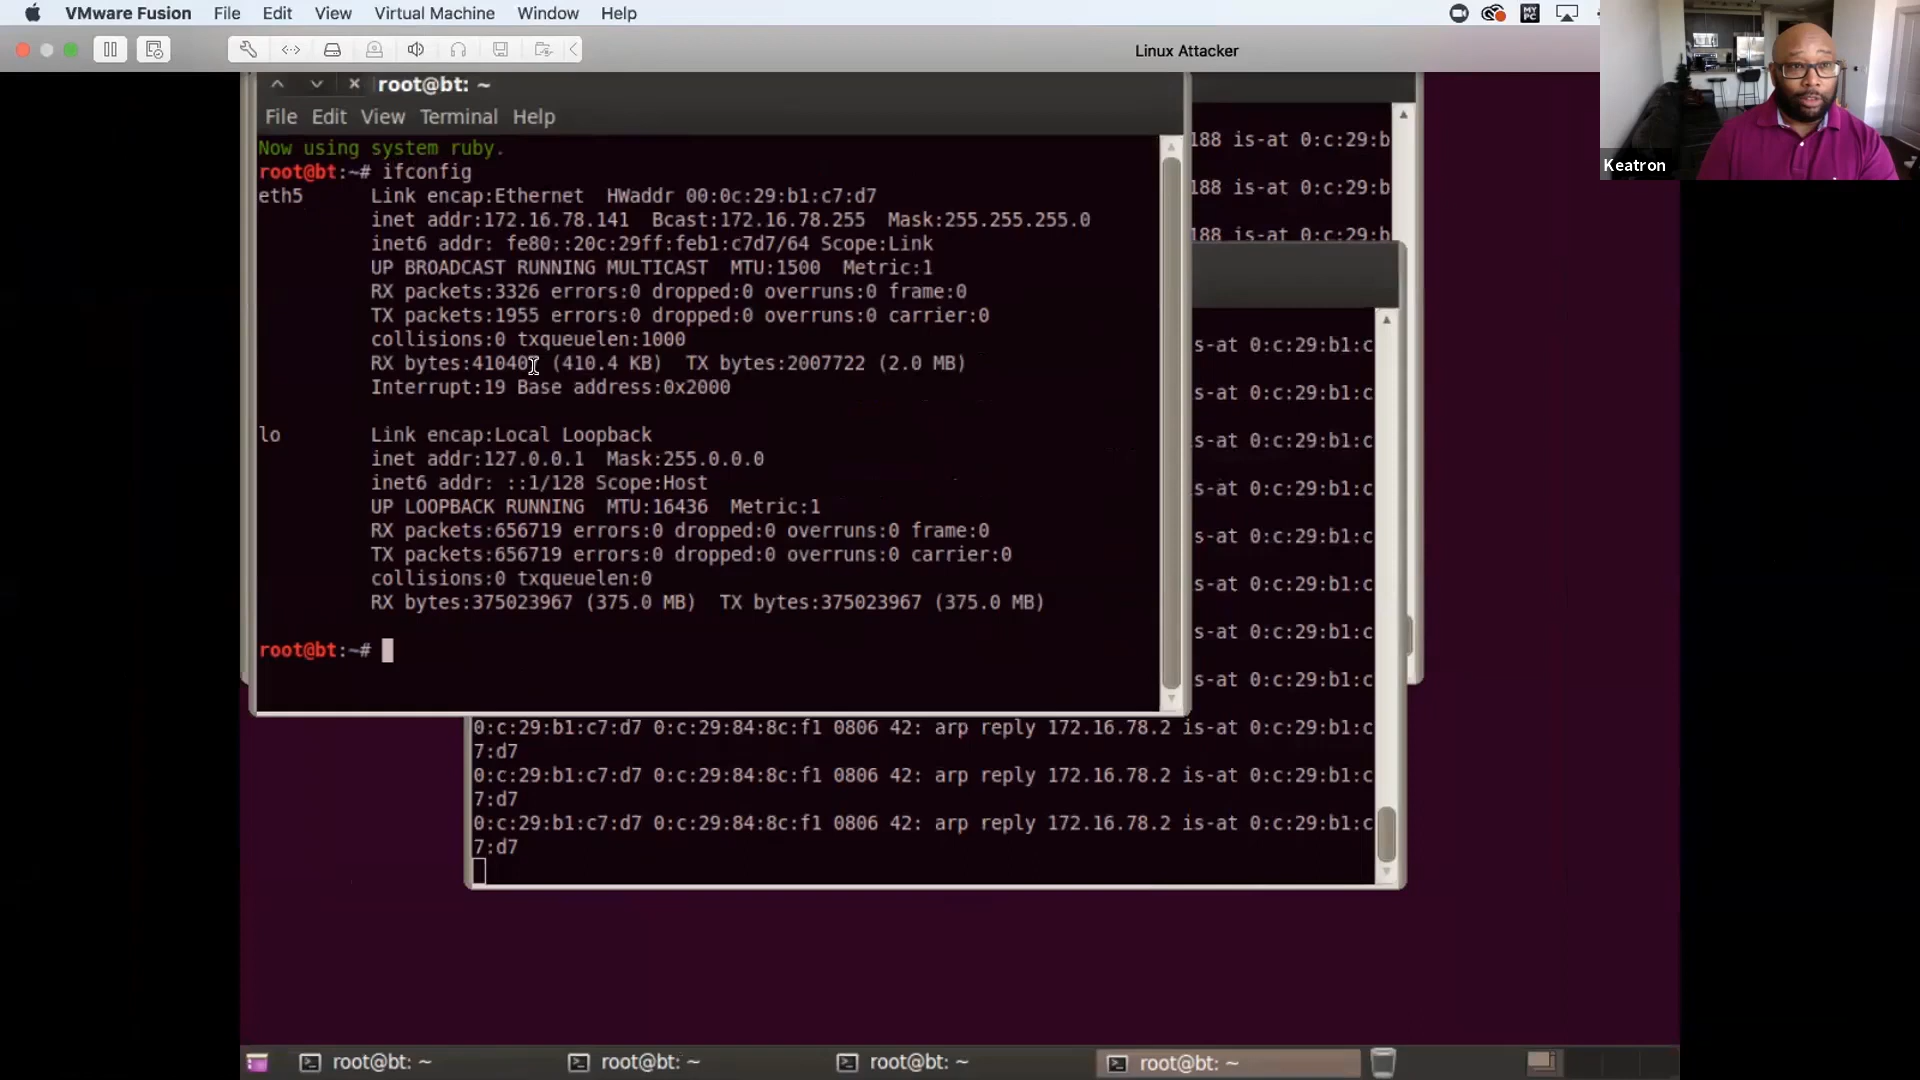 VMware Fusion File Edit View Virtual Machine Window Help
MY PC
Linux Attacker
root@bt: ~
File Edit View Terminal Help
Now using system ruby.
root@bt:~# ifconfig
eth5 Link encap:Ethernet HWaddr 00:0c:29:b1:c7:d7
inet addr:172.16.78.141 Bcast:172.16.78.255 Mask:255.255.255.0
inet6 addr: fe80::20c:29ff:feb1:c7d7/64 Scope:Link
UP BROADCAST RUNNING MULTICAST MTU:1500 Metric:1
RX packets:3326 errors:0 dropped:0 overruns:0 frame:0
TX packets:1955 errors:0 dropped:0 overruns:0 carrier:0
collisions:0 txqueuelen:1000
RX bytes: (410.4 KB) TX bytes:2007722 (2.0 MB)
Interrupt:19 Base address:0x2000
lo Link encap:Local Loopback
inet addr:127.0.0.1 Mask:255.0.0.0
inet6 addr: ::1/128 Scope:Host
UP LOOPBACK RUNNING MTU:16436 Metric:1
RX packets:656719 errors:0 dropped:0 overruns:0 frame:0
TX packets:656719 errors:0 dropped:0 overruns:0 carrier:0
collisions:0 txqueuelen:0
RX bytes:375023967 (375.0 MB) TX bytes:375023967 (375.0 MB)
root@bt:~#
188 is-at 0:c:29:b
188 is-at 0:c:29:b
188 is-at 0:c:29:b
s-at 0:c:29:b1:c
s-at 0:c:29:b1:c
s-at 0:c:29:b1:c
s-at 0:c:29:b1:c
s-at 0:c:29:b1:c
s-at 0:c:29:b1:c
s-at 0:c:29:b1:c
s-at 0:c:29:b1:c
0:c:29:b1:c7:d7 0:c:29:84:8c:f1 0806 42: arp reply 172.16.78.2 is-at 0:c:29:b1:c
7:d7
0:c:29:b1:c7:d7 0:c:29:84:8c:f1 0806 42: arp reply 172.16.78.2 is-at 0:c:29:b1:c
7:d7
0:c:29:b1:c7:d7 0:c:29:84:8c:f1 0806 42: arp reply 172.16.78.2 is-at 0:c:29:b1:c
7:d7
Keatron
root@bt: ~ root@bt: ~ root@bt: ~ root@bt: ~